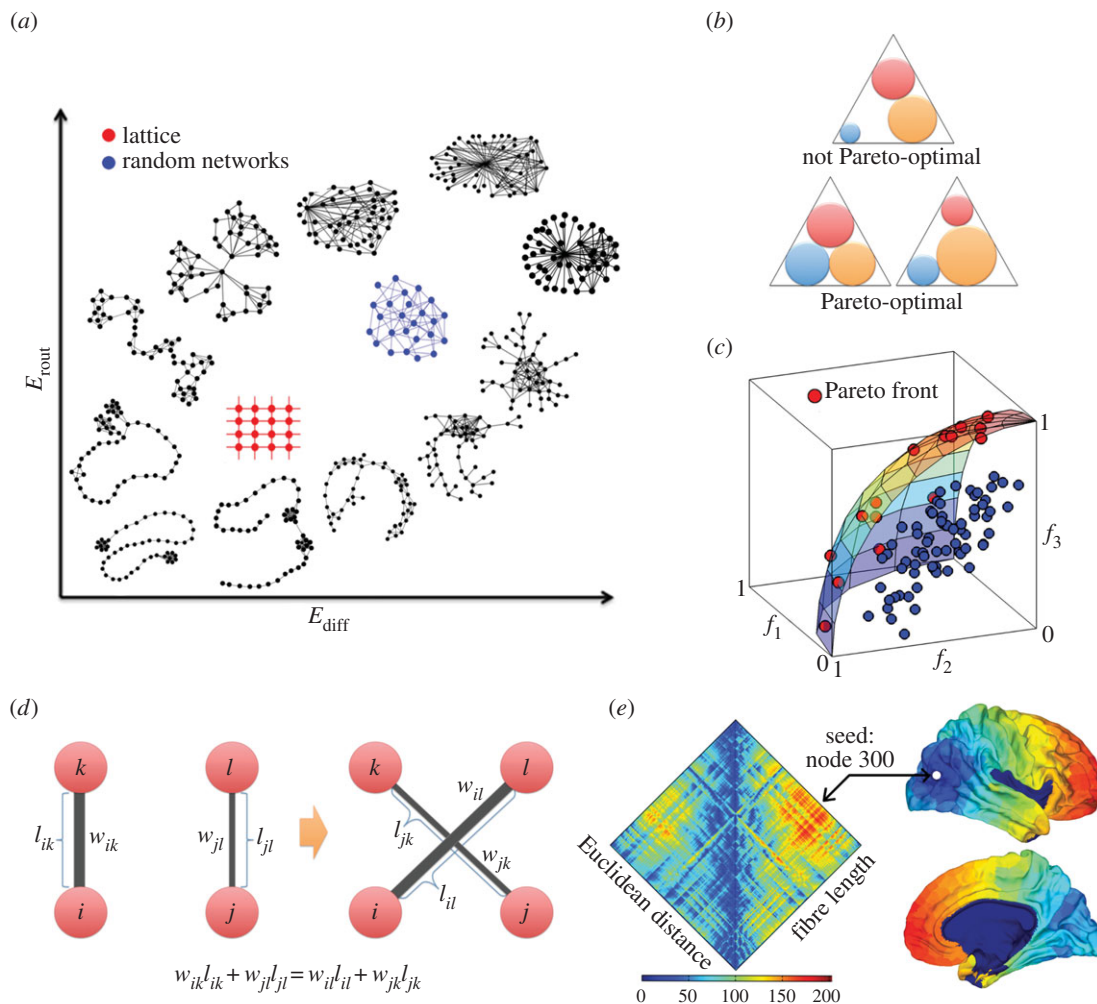 (a)
lattice
random networks
E_rout
E_diff
(b)
not Pareto-optimal
Pareto-optimal
(c)
Pareto front
1
1
f_3
f_1
0
0
1
f_2
(d)
k
l
k
l
l_ik
w_ik
w_jl
l_jl
w_il
l_jk
w_jk
l_il
i
j
i
j
w_ik l_ik + w_jl l_jl = w_il l_il + w_jk l_jk
(e)
seed:
node 300
Euclidean distance
fibre length
0 50 100 150 200